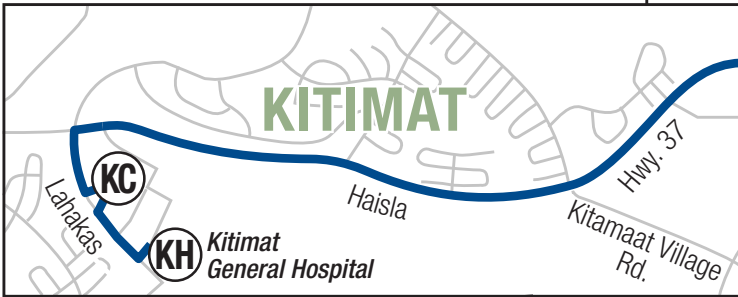 KITIMAT
Hwy. 37
KC
Lahakas
Haisla
Kitamaat Village
Rd.
KH
Kitimat
General Hospital